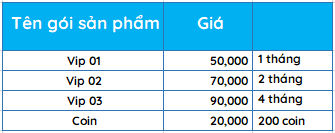 Tên gói sản phẩm Giá
Vip 01 50,000 1 tháng
Vip 02 70,000 2 tháng
Vip 03 90,000 4 tháng
Coin 20,000 200 coin